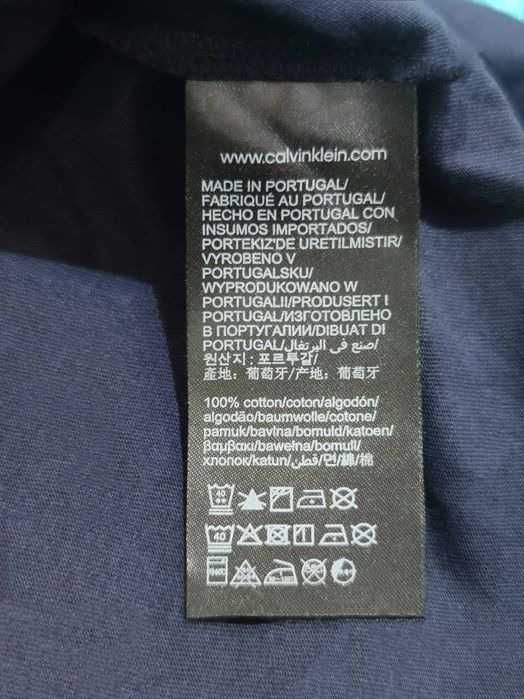 www.calvinklein.com
MADE IN PORTUGAL/
FABRIQUÉ AU PORTUGAL/
HECHO EN PORTUGAL CON
INSUMOS IMPORTADOS/
PORTEKIZ'DE URETILMISTIR/
VYROBENO V
PORTUGALSKU/
WYPRODUKOWANO W
PORTUGALII/PRODUSERT I
PORTUGAL/ИЗГОТОВЛЕНО
В ПОРТУГАЛИИ/DIBUAT DI
PORTUGAL/صنع فى البرتغال/
원산지 : 포르투갈/
產地: 葡萄牙/产地: 葡萄牙
100% cotton/coton/algodón/
algodão/baumwolle/cotone/
pamuk/bavlna/bomuld/katoen/
βαμβακι/bawełna/bomull/
хлопок/katun/قطن/면/綿/棉
40
40